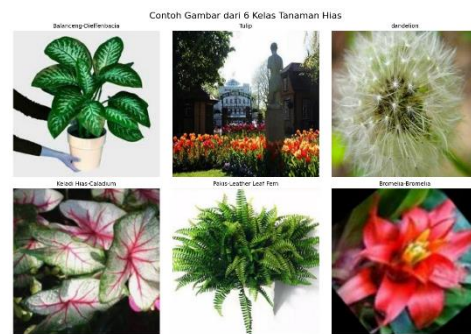 Contoh Gambar dari 6 Kelas Tanaman Hias
Balanceng-Dieffenbacia
Tulip
dandelion
Keladi Hias-Caladium
Pakis-Leather Leaf Fern
Bromelia-Bromelia